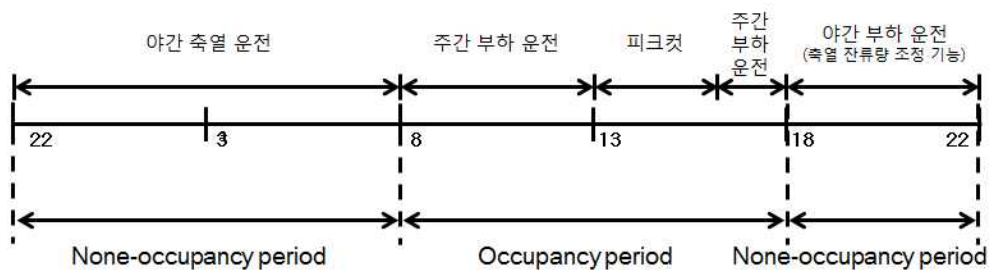 야간 축열 운전
주간 부하 운전
피크컷
주간
부하
운전
야간 부하 운전
(축열 잔류량 조정 기능)
22
8
13
18
22
None-occupancy period
Occupancy period
None-occupancy period